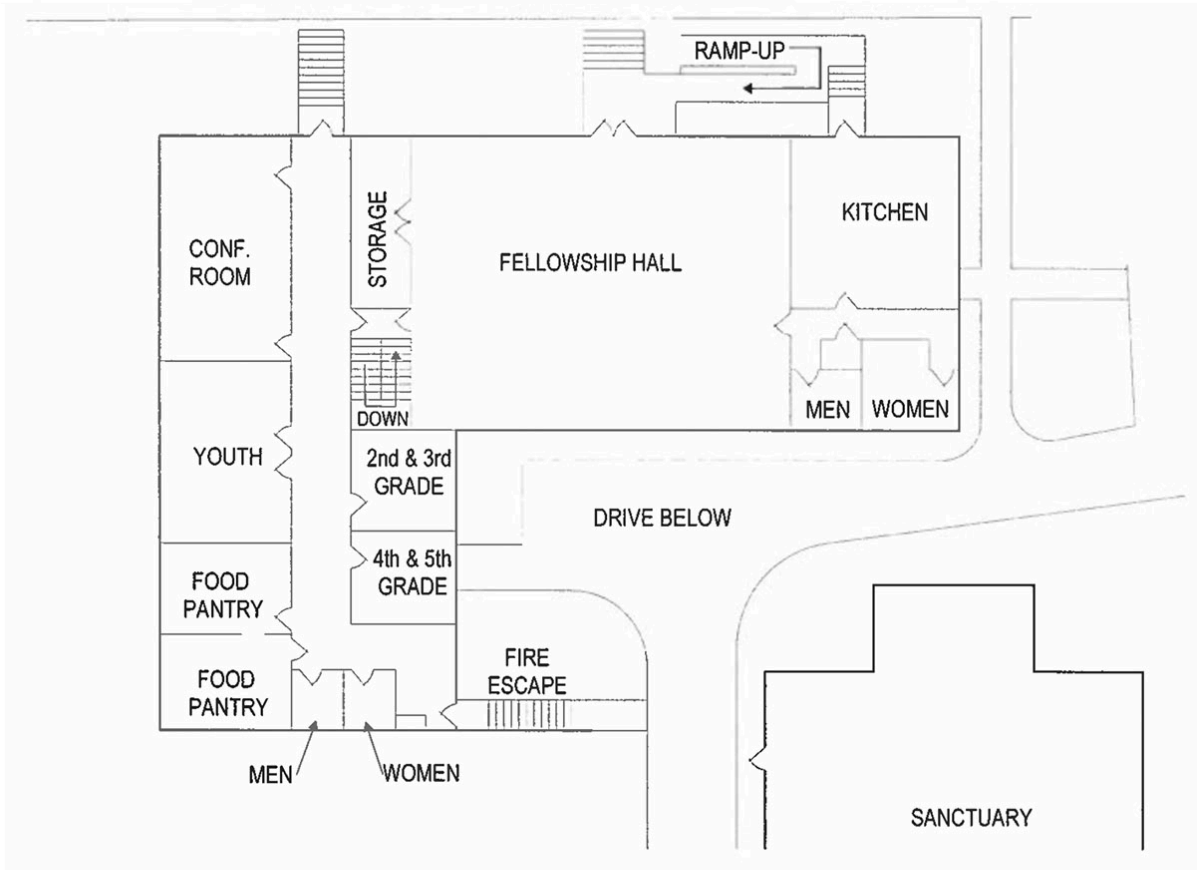 RAMP-UP
CONF.
ROOM
STORAGE
FELLOWSHIP HALL
KITCHEN
DOWN
MEN
WOMEN
YOUTH
2nd & 3rd
GRADE
DRIVE BELOW
4th & 5th
GRADE
FOOD
PANTRY
FOOD
PANTRY
FIRE
ESCAPE
MEN
WOMEN
SANCTUARY